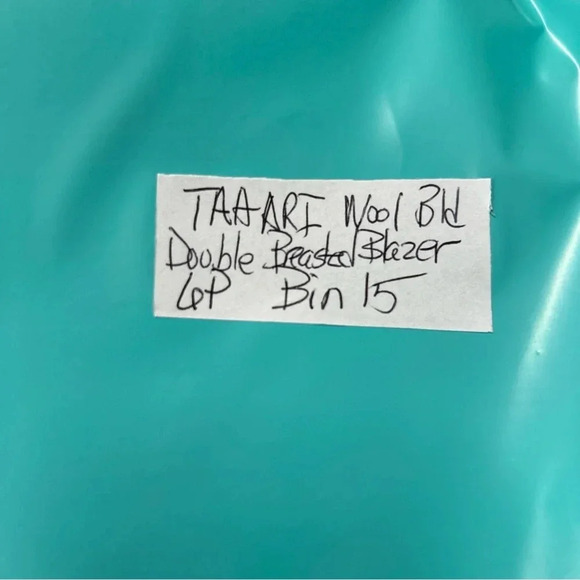 TAHARI Wool Bld
Double Breasted Blazer
6P Bin 15